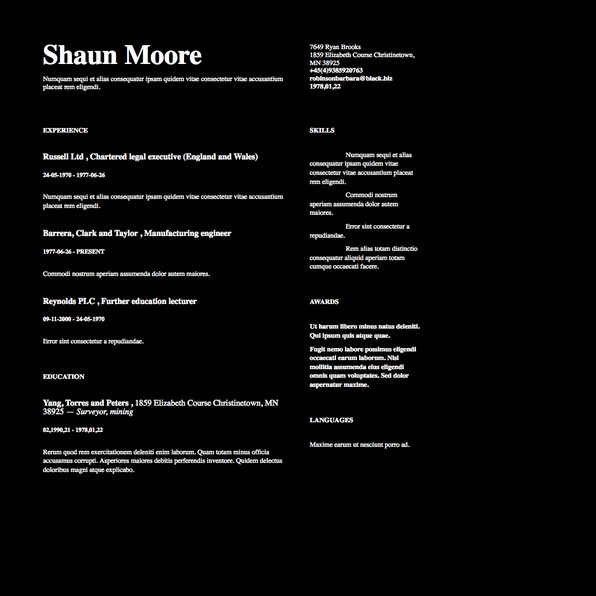 Shaun Moore
Numquam sequi et alias consequatur ipsam quidem vitae consectetur vitae accusantium
placeat rem eligendi.
7649 Ryan Brooks
1859 Elizabeth Course Christinetown,
MN 38925
+45(4)9385920763
robinsonbarbara@black.biz
1978,01,22
EXPERIENCE
Russell Ltd , Chartered legal executive (England and Wales)
24-05-1970 - 1977-06-26
Numquam sequi et alias consequatur ipsam quidem vitae consectetur vitae accusantium
placeat rem eligendi.
Barrera, Clark and Taylor , Manufacturing engineer
1977-06-26 - PRESENT
Commodi nostrum aperiam assumenda dolor autem maiores.
Reynolds PLC , Further education lecturer
09-11-2000 - 24-05-1970
Error sint consectetur a repudiandae.
EDUCATION
Yang, Torres and Peters , 1859 Elizabeth Course Christinetown, MN
38925 — Surveyor, mining
02,1990,21 - 1978,01,22
Rerum quod rem exercitationem deleniti enim laborum. Quam totam minus officia
accusamus corrupti. Asperiores maiores debitis perferendis inventore. Quidem delectus
doloribus magni atque explicabo.
SKILLS
Numquam sequi et alias
consequatur ipsam quidem vitae
consectetur vitae accusantium placeat
rem eligendi.
Commodi nostrum
aperiam assumenda dolor autem
maiores.
Error sint consectetur a
repudiandae.
Rem alias totam distinctio
consequatur aliquid aperiam totam
cumque occaecati facere.
AWARDS
Ut harum libero minus natus deleniti.
Qui ipsum quis atque quae.
Fugit nemo labore possimus eligendi
occaecati earum laborum. Nisi
mollitia assumenda eius eligendi
omnis quam voluptates. Sed dolor
aspernatur maxime.
LANGUAGES
Maxime earum ut nesciunt porro ad.